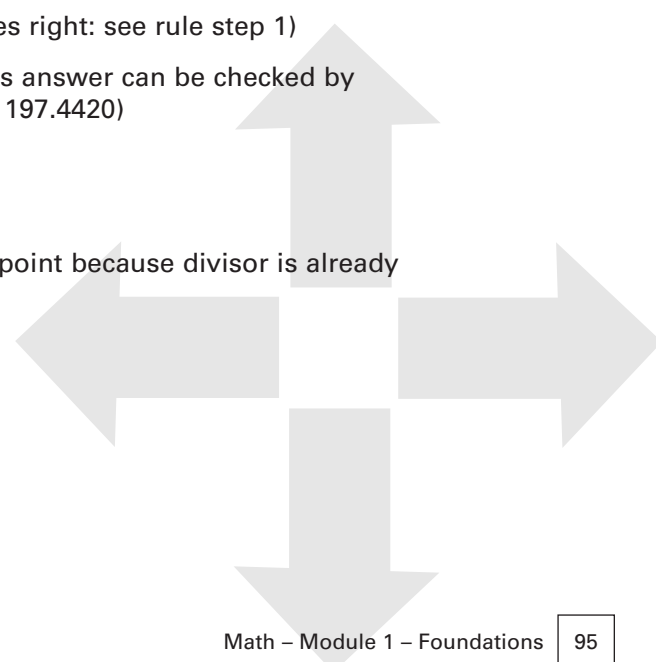 es right: see rule step 1)
s answer can be checked by
197.4420)
point because divisor is already
Math – Module 1 – Foundations 95